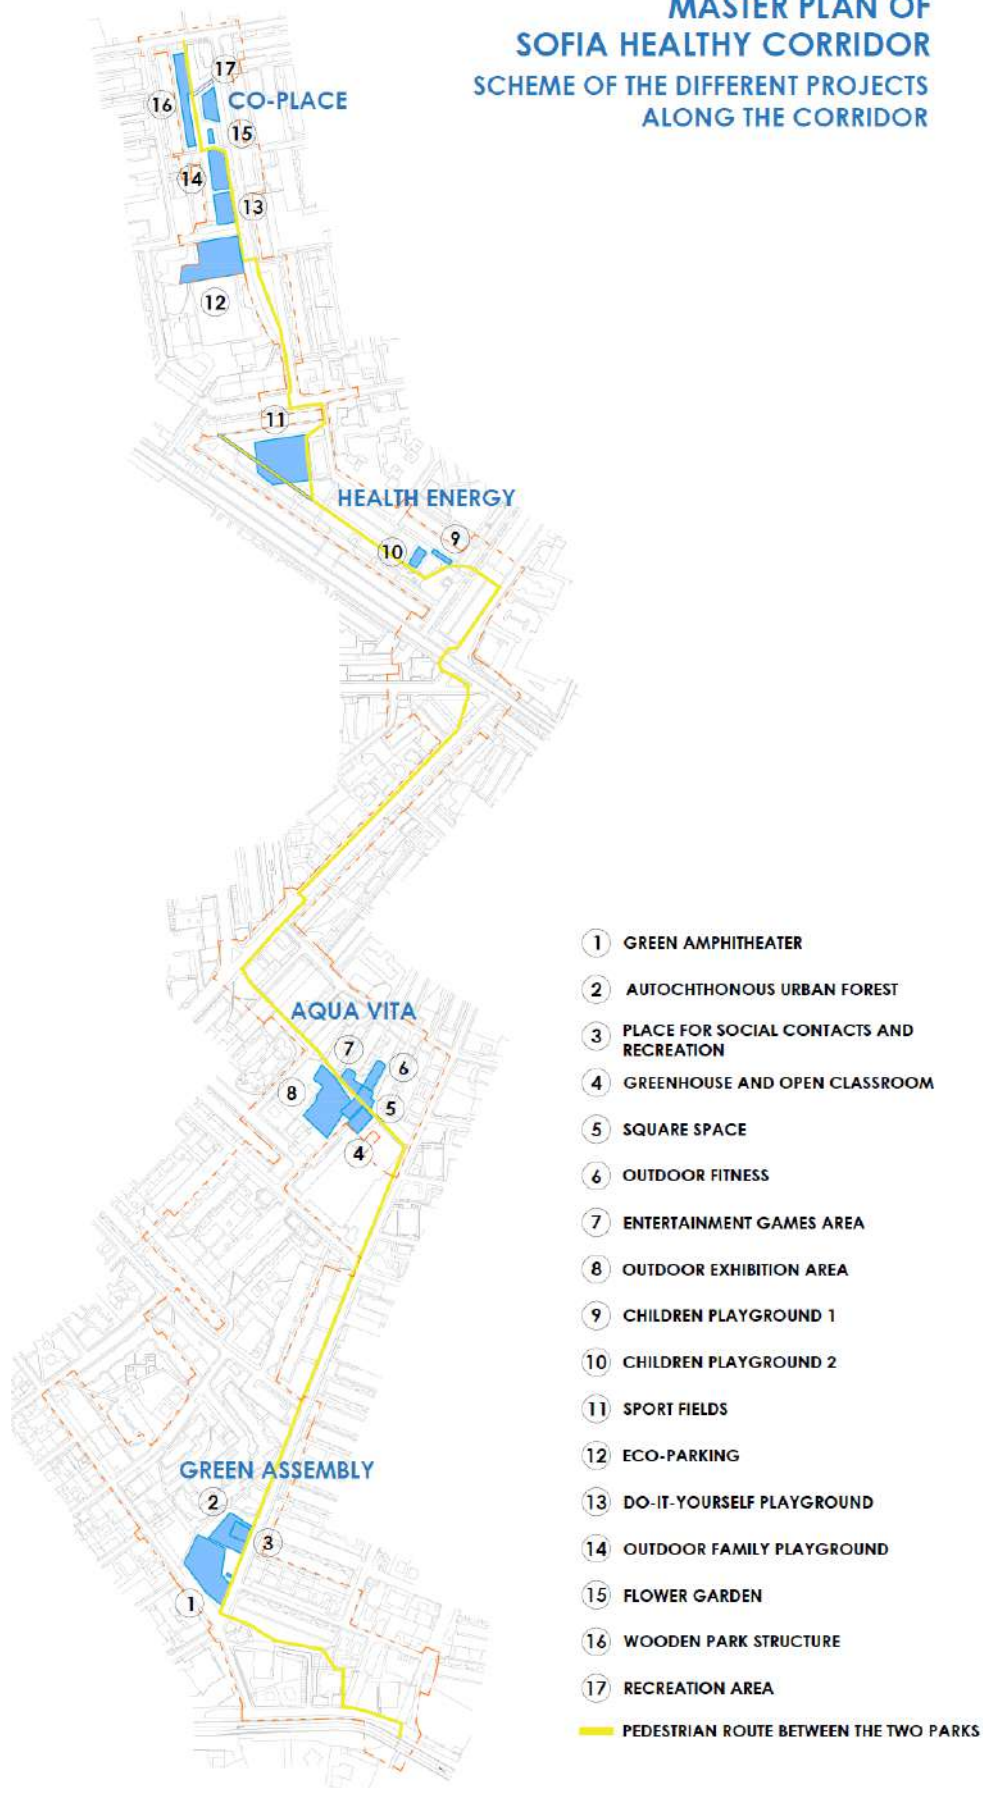 MASTER PLAN OF
SOFIA HEALTHY CORRIDOR
SCHEME OF THE DIFFERENT PROJECTS
ALONG THE CORRIDOR
17
16
CO-PLACE
15
14
13
12
11
HEALTH ENERGY
9
10
AQUA VITA
7
6
8
5
4
GREEN ASSEMBLY
2
3
1
1 GREEN AMPHITHEATER
2 AUTOCHTHONOUS URBAN FOREST
3 PLACE FOR SOCIAL CONTACTS AND
RECREATION
4 GREENHOUSE AND OPEN CLASSROOM
5 SQUARE SPACE
6 OUTDOOR FITNESS
7 ENTERTAINMENT GAMES AREA
8 OUTDOOR EXHIBITION AREA
9 CHILDREN PLAYGROUND 1
10 CHILDREN PLAYGROUND 2
11 SPORT FIELDS
12 ECO-PARKING
13 DO-IT-YOURSELF PLAYGROUND
14 OUTDOOR FAMILY PLAYGROUND
15 FLOWER GARDEN
16 WOODEN PARK STRUCTURE
17 RECREATION AREA
PEDESTRIAN ROUTE BETWEEN THE TWO PARKS